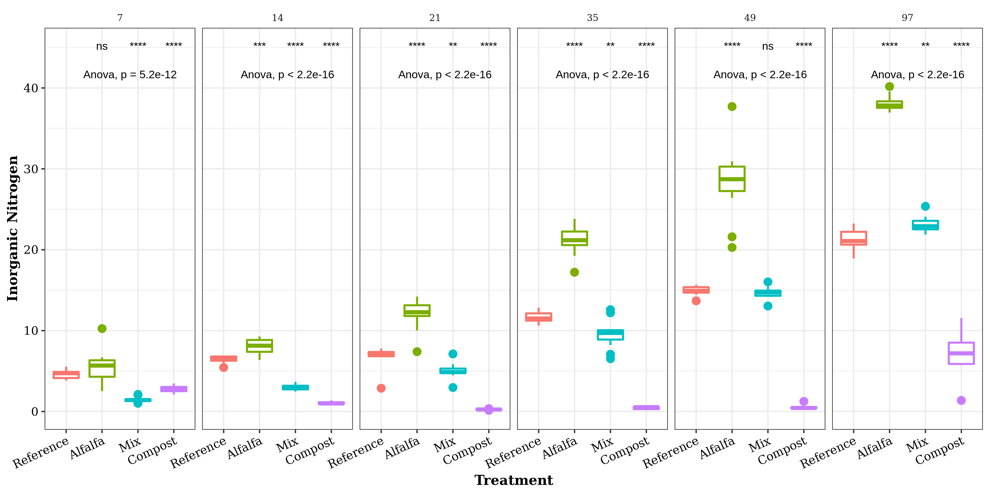 7 14 21 35 49 97
ns **** **** *** **** **** **** ** **** **** ** **** **** ns **** **** ** ****
Anova, p = 5.2e-12 Anova, p < 2.2e-16 Anova, p < 2.2e-16 Anova, p < 2.2e-16 Anova, p < 2.2e-16 Anova, p < 2.2e-16
40
30
20
10
0
Inorganic Nitrogen
Reference Alfalfa Mix Compost Reference Alfalfa Mix Compost Reference Alfalfa Mix Compost Reference Alfalfa Mix Compost Reference Alfalfa Mix Compost Reference Alfalfa Mix Compost
Treatment